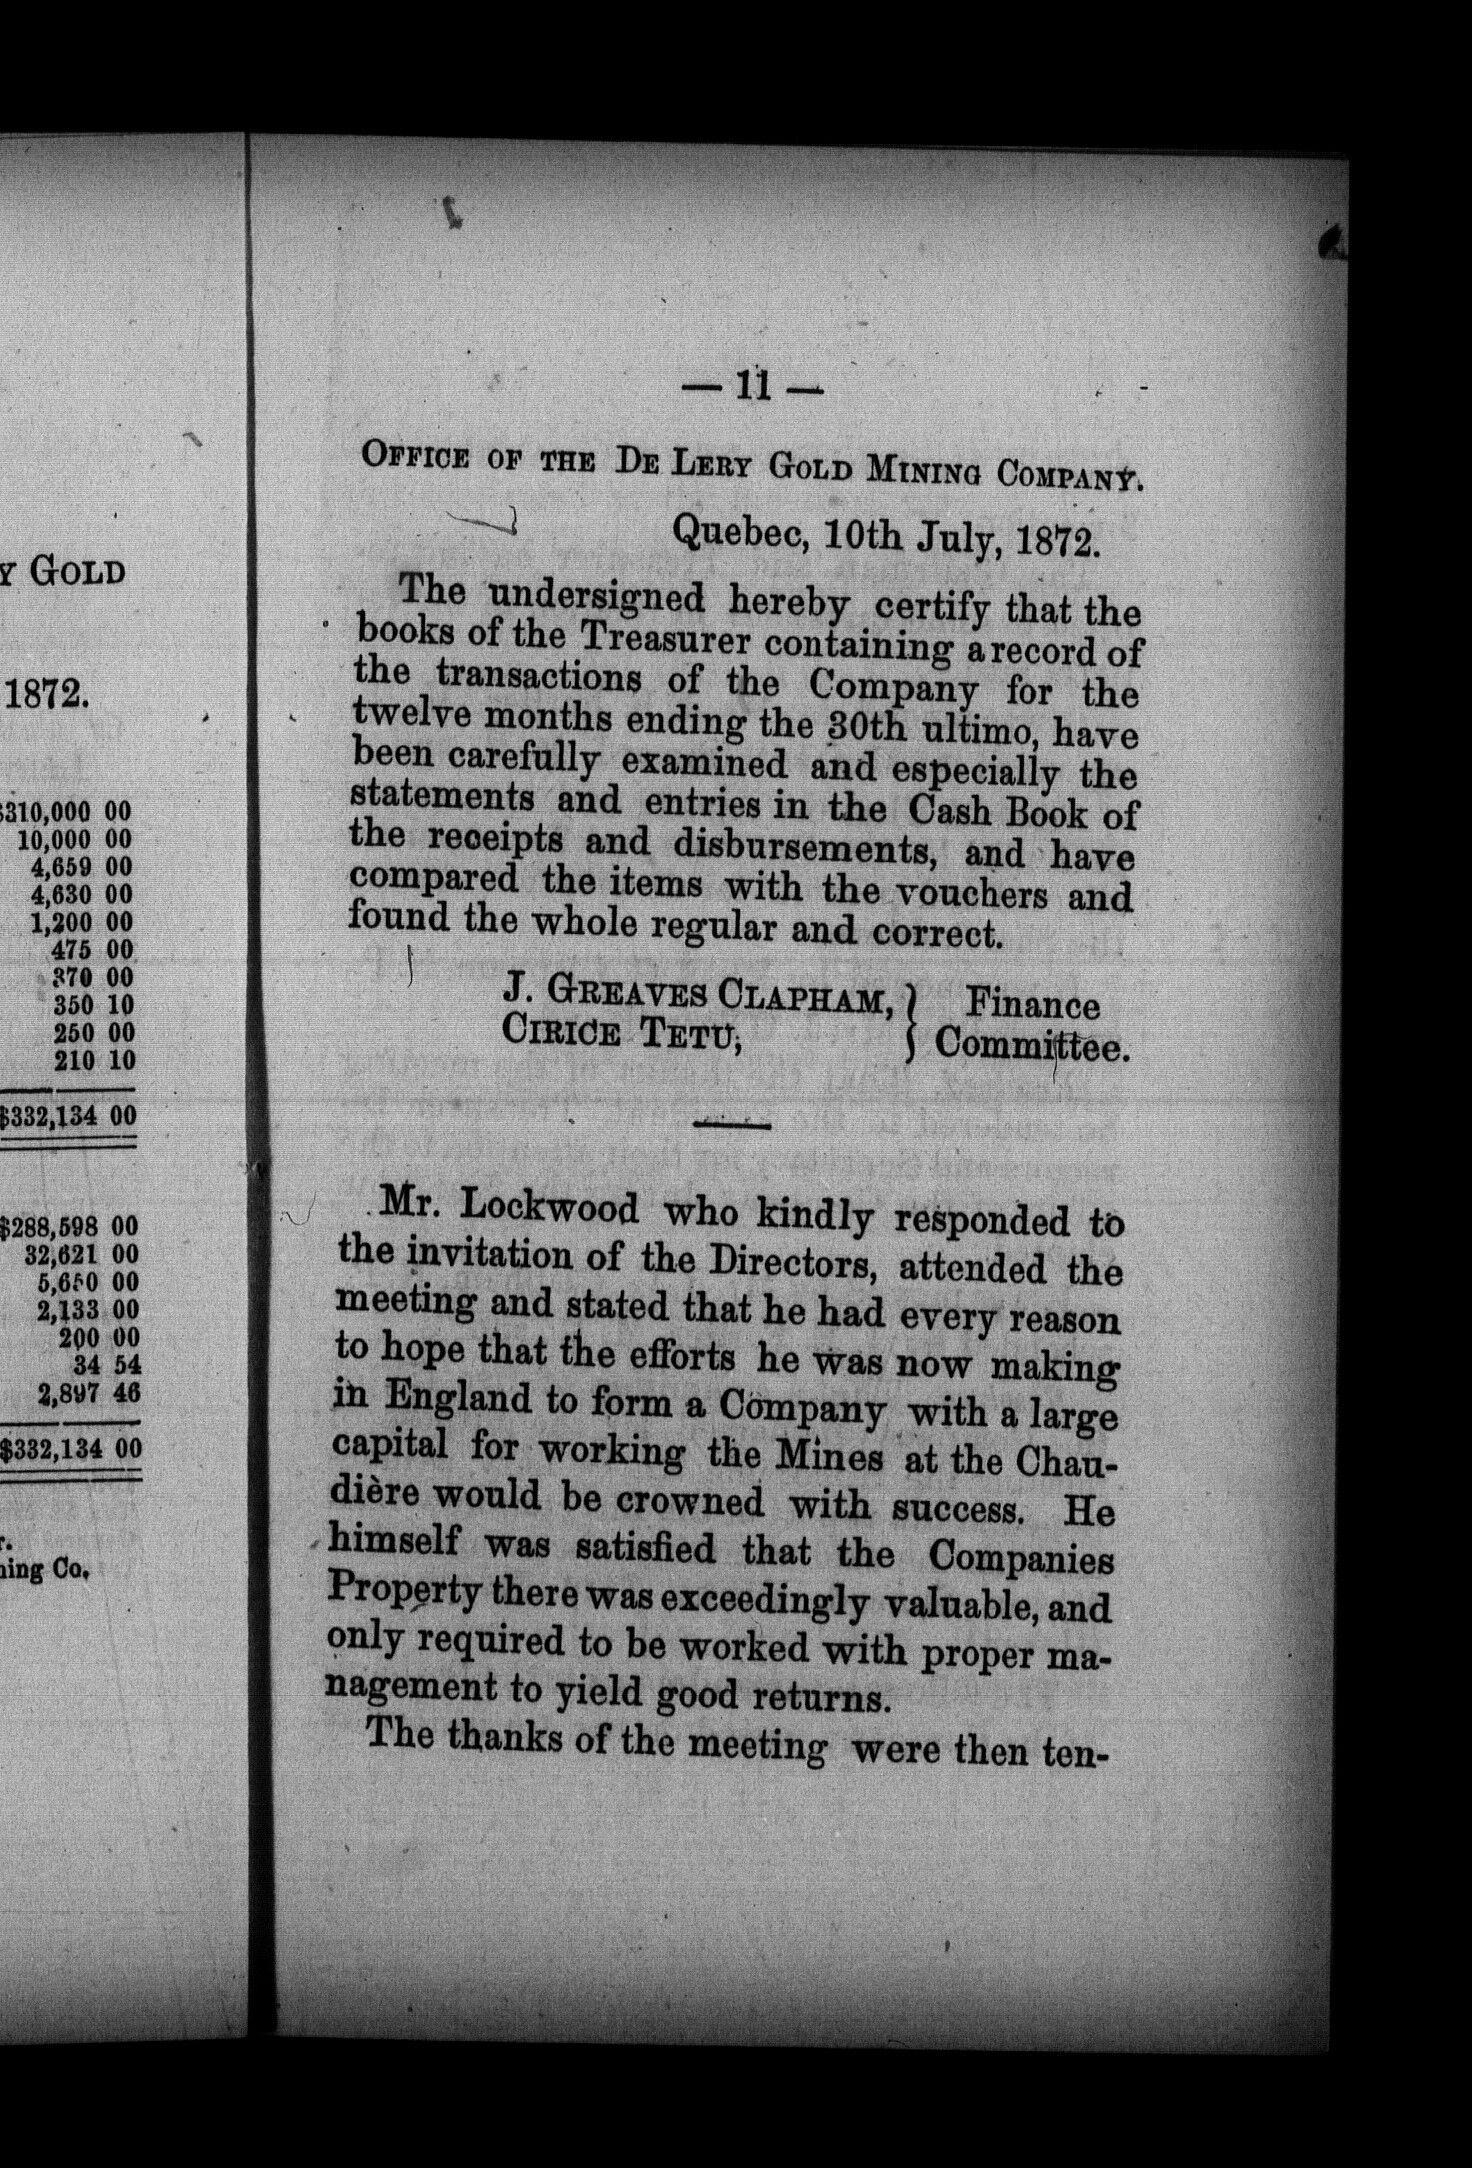 Y GOLD
1872.
$310,000 00
10,000 00
4,659 00
4,630 00
1,200 00
475 00
370 00
350 10
250 00
210 10
$332,134 00
$288,598 00
32,621 00
00
2,133 00
200 00
34 54
2,897 46
$332,134 00
r.
ning Co.
— 11 —
OFFICE OF THE DE LERY GOLD MINING COMPANY.
Quebec, 10th July, 1872.
The undersigned hereby certify that the
books of the Treasurer containing a record of
the transactions of the Company for the
twelve months ending the 30th ultimo, have
been carefully examined and especially the
statements and entries in the Cash Book of
the receipts and disbursements, and have
compared the items with the vouchers and
found the whole regular and correct.
J. GREAVES CLAPHAM, } Finance
CIRICE TETU, } Committee.
Mr. Lockwood who kindly responded to
the invitation of the Directors, attended the
meeting and stated that he had every reason
to hope that the efforts he was now making
in England to form a Company with a large
capital for working the Mines at the Chau-
dière would be crowned with success. He
himself was satisfied that the Companies
Property there was exceedingly valuable, and
only required to be worked with proper ma-
nagement to yield good returns.
The thanks of the meeting were then ten-